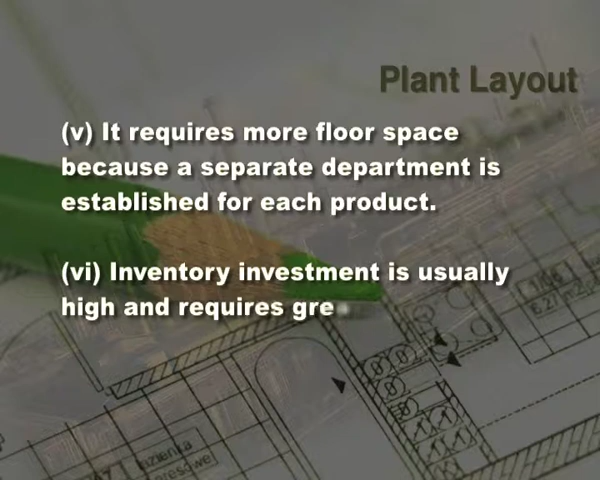 Plant Layout
(v) It requires more floor space
because a separate department is
established for each product.
(vi) Inventory investment is usually
high and requires gre
łazienka